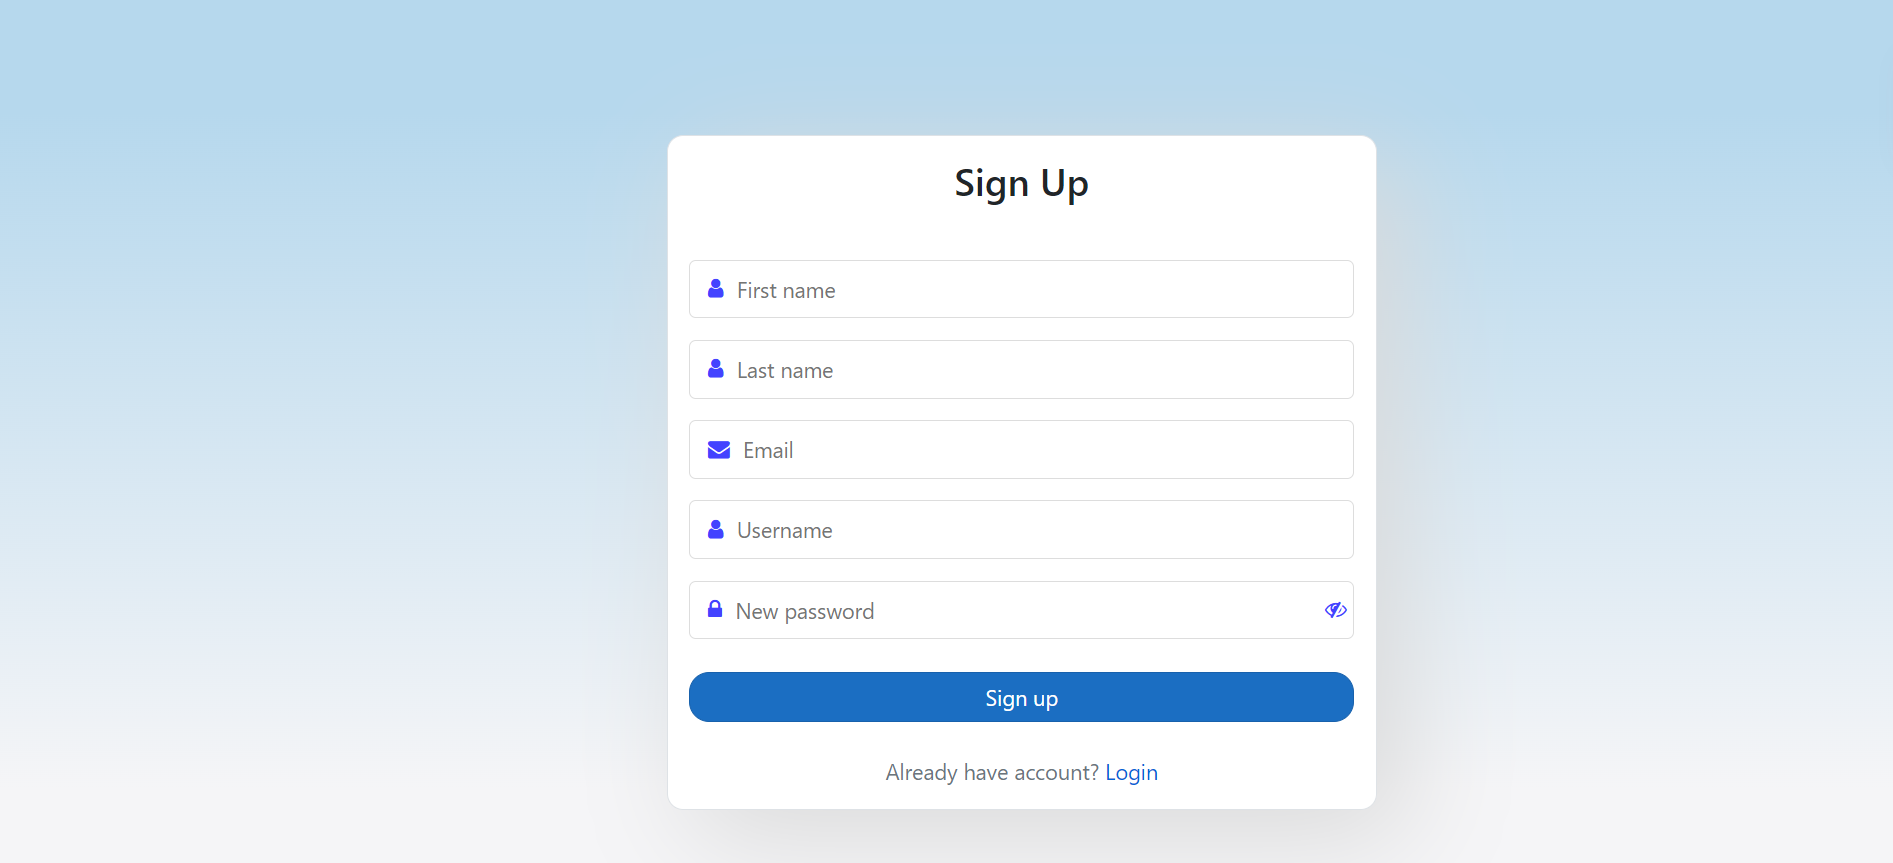 Sign Up
First name
Last name
Email
Username
New password
Sign up
Already have account? Login